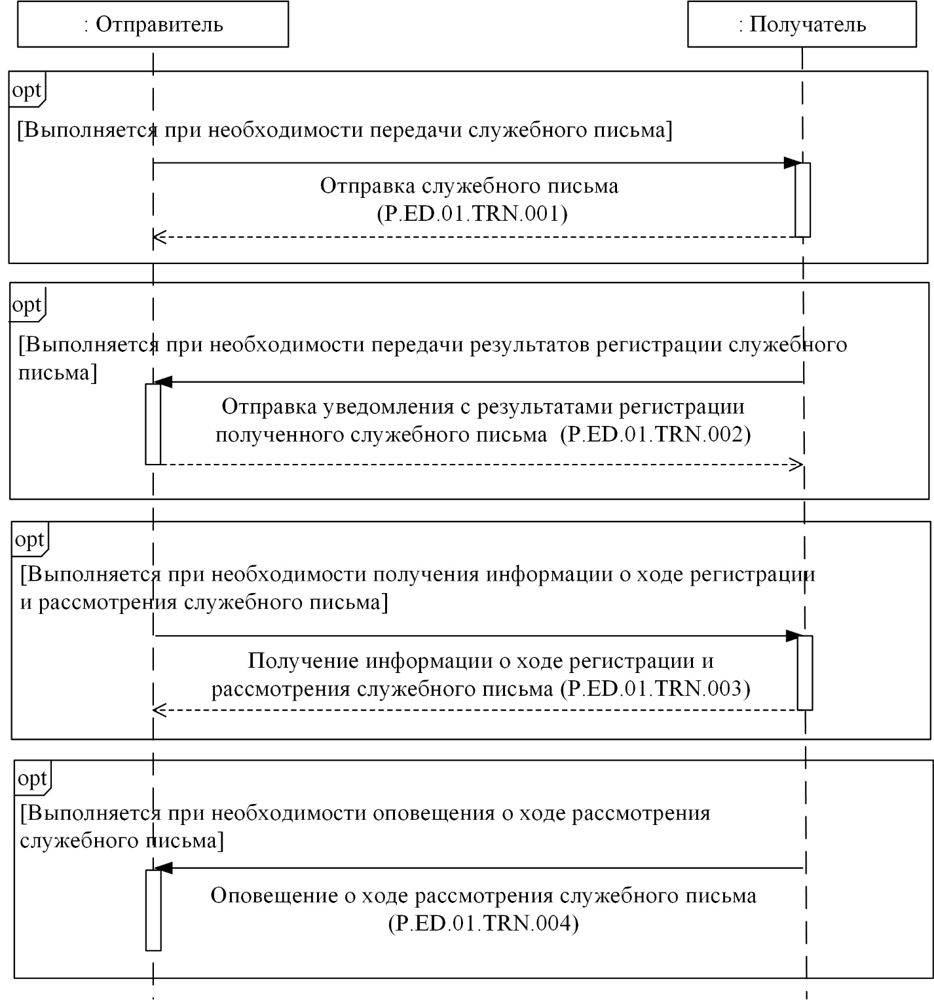 : Отправитель
: Получатель
opt
[Выполняется при необходимости передачи служебного письма]
Отправка служебного письма
(P.ED.01.TRN.001)
opt
[Выполняется при необходимости передачи результатов регистрации служебного
письма]
Отправка уведомления с результатами регистрации
полученного служебного письма (P.ED.01.TRN.002)
opt
[Выполняется при необходимости получения информации о ходе регистрации
и рассмотрения служебного письма]
Получение информации о ходе регистрации и
рассмотрения служебного письма (P.ED.01.TRN.003)
opt
[Выполняется при необходимости оповещения о ходе рассмотрения
служебного письма]
Оповещение о ходе рассмотрения служебного письма
(P.ED.01.TRN.004)